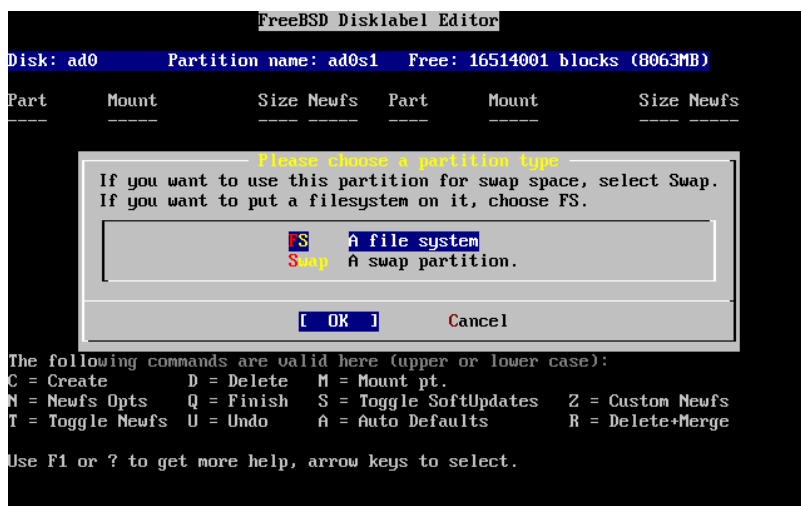 FreeBSD Disklabel Editor
Disk: ad0 Partition name: ad0s1 Free: 16514001 blocks (8063MB)
Part Mount Size Newfs Part Mount Size Newfs
---- ----- ---- ----- ---- ----- ---- -----
Please choose a partition type
If you want to use this partition for swap space, select Swap.
If you want to put a filesystem on it, choose FS.
FS A file system
Swap A swap partition.
[ OK ] Cancel
The following commands are valid here (upper or lower case):
C = Create D = Delete M = Mount pt.
N = Newfs Opts Q = Finish S = Toggle SoftUpdates Z = Custom Newfs
T = Toggle Newfs U = Undo A = Auto Defaults R = Delete+Merge
Use F1 or ? to get more help, arrow keys to select.